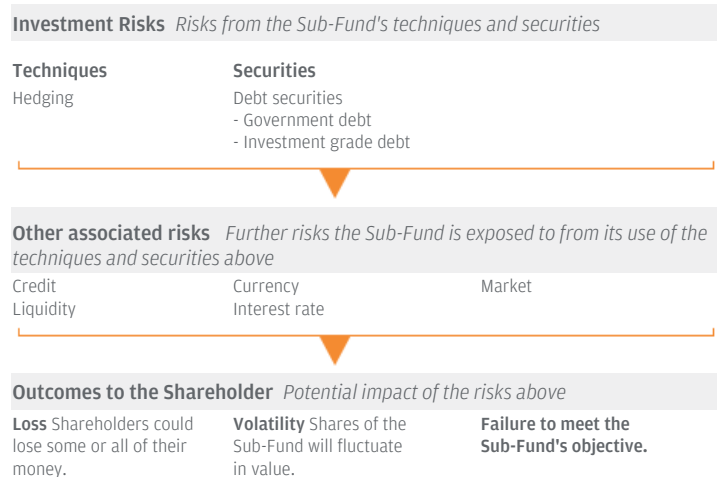 Investment Risks Risks from the Sub-Fund's techniques and securities
Techniques
Hedging
Securities
Debt securities
- Government debt
- Investment grade debt
Other associated risks Further risks the Sub-Fund is exposed to from its use of the
techniques and securities above
Credit
Liquidity
Currency
Interest rate
Market
Outcomes to the Shareholder Potential impact of the risks above
Loss Shareholders could
lose some or all of their
money.
Volatility Shares of the
Sub-Fund will fluctuate
in value.
Failure to meet the
Sub-Fund's objective.